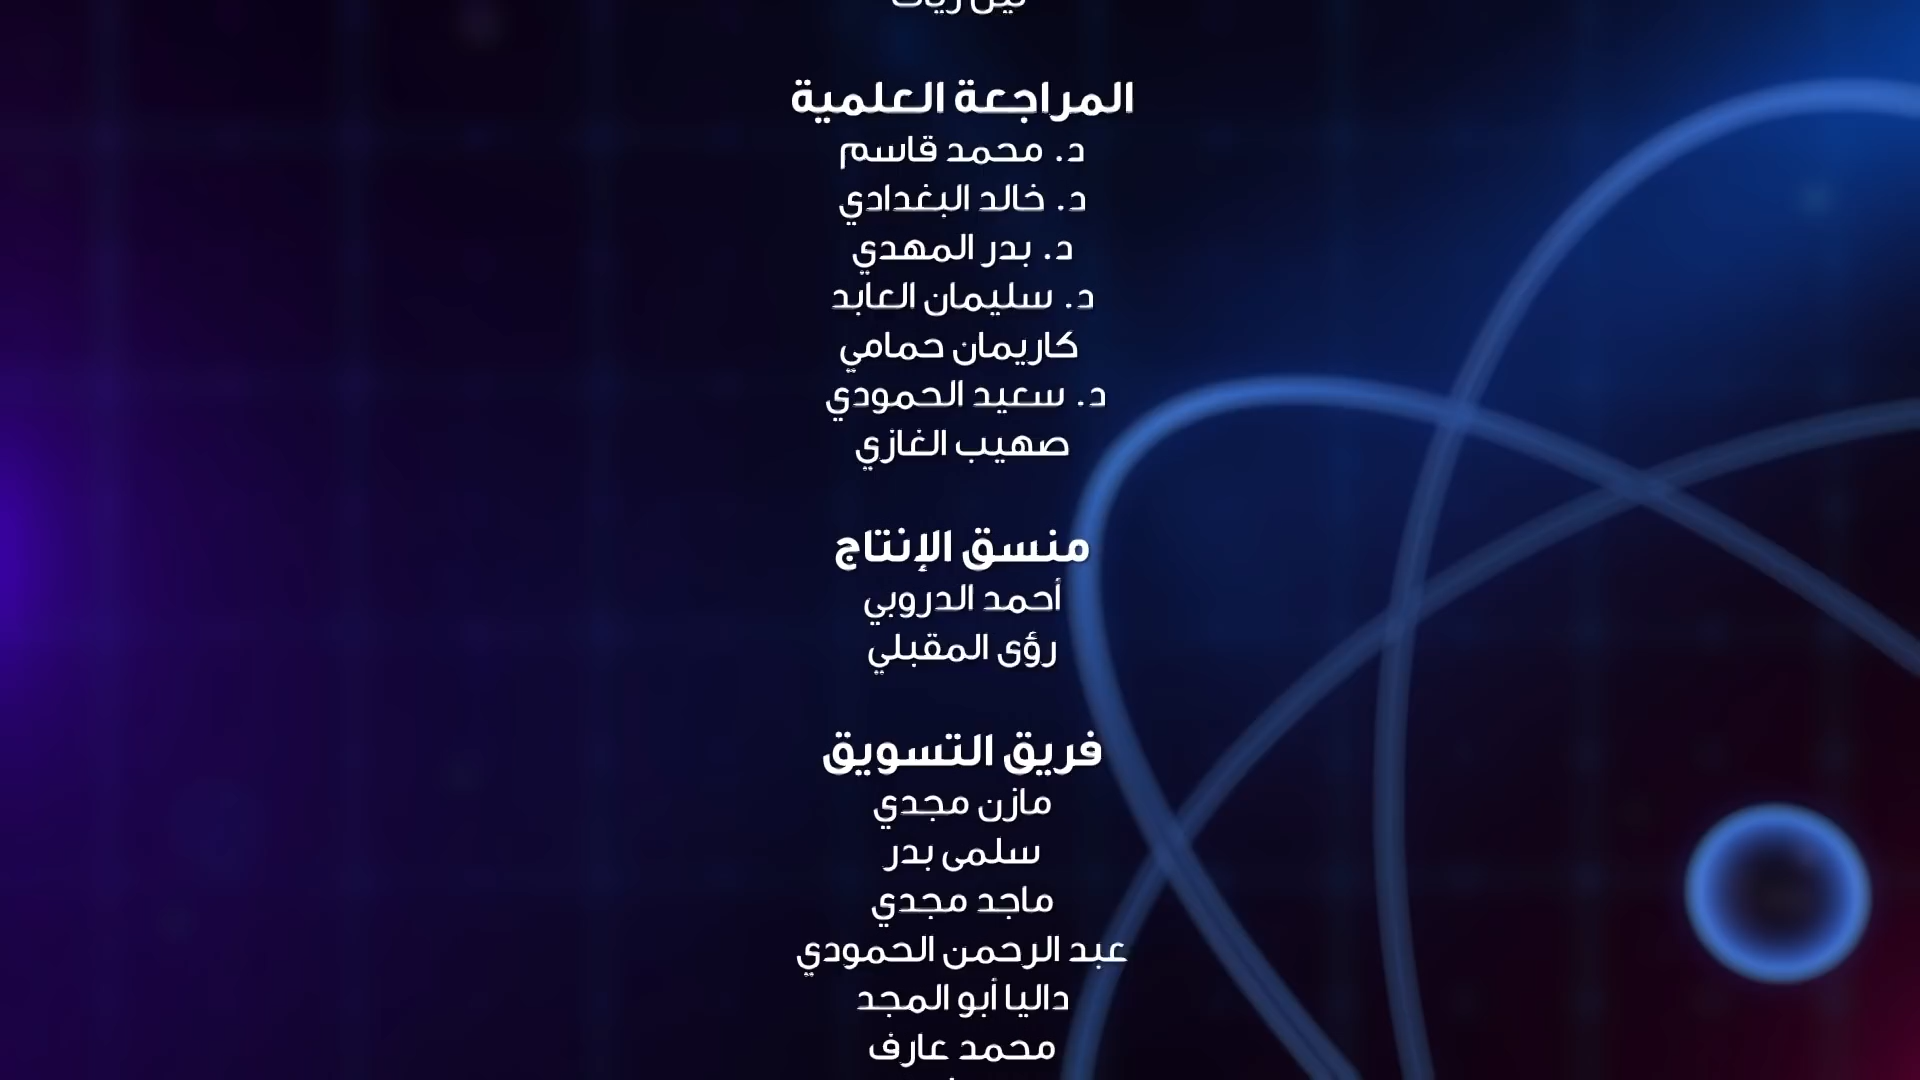 المراجعة العلمية
د. محمد قاسم
د. خالد البغدادي
د. بدر المهدي
د. سليمان العابد
كاريمان حمامي
د. سعيد الحمودي
صهيب الغازي
منسق الإنتاج
أحمد الدروبي
رؤى المقبلي
فريق التسويق
مازن مجدي
سلمى بدر
ماجد مجدي
عبد الرحمن الحمودي
داليا أبو المجد
محمد عارف